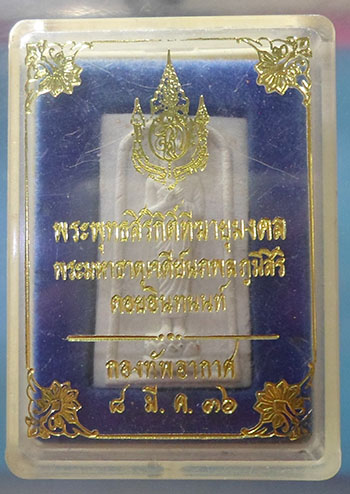 พระพุทธสิริกิติ์ฑีฆายุมงคล
พระมหาธาตุเจดีย์นภพลภูมิสิริ
ดอยอินทนนท์
กองทัพอากาศ
๘ มี.ค. ๓๖